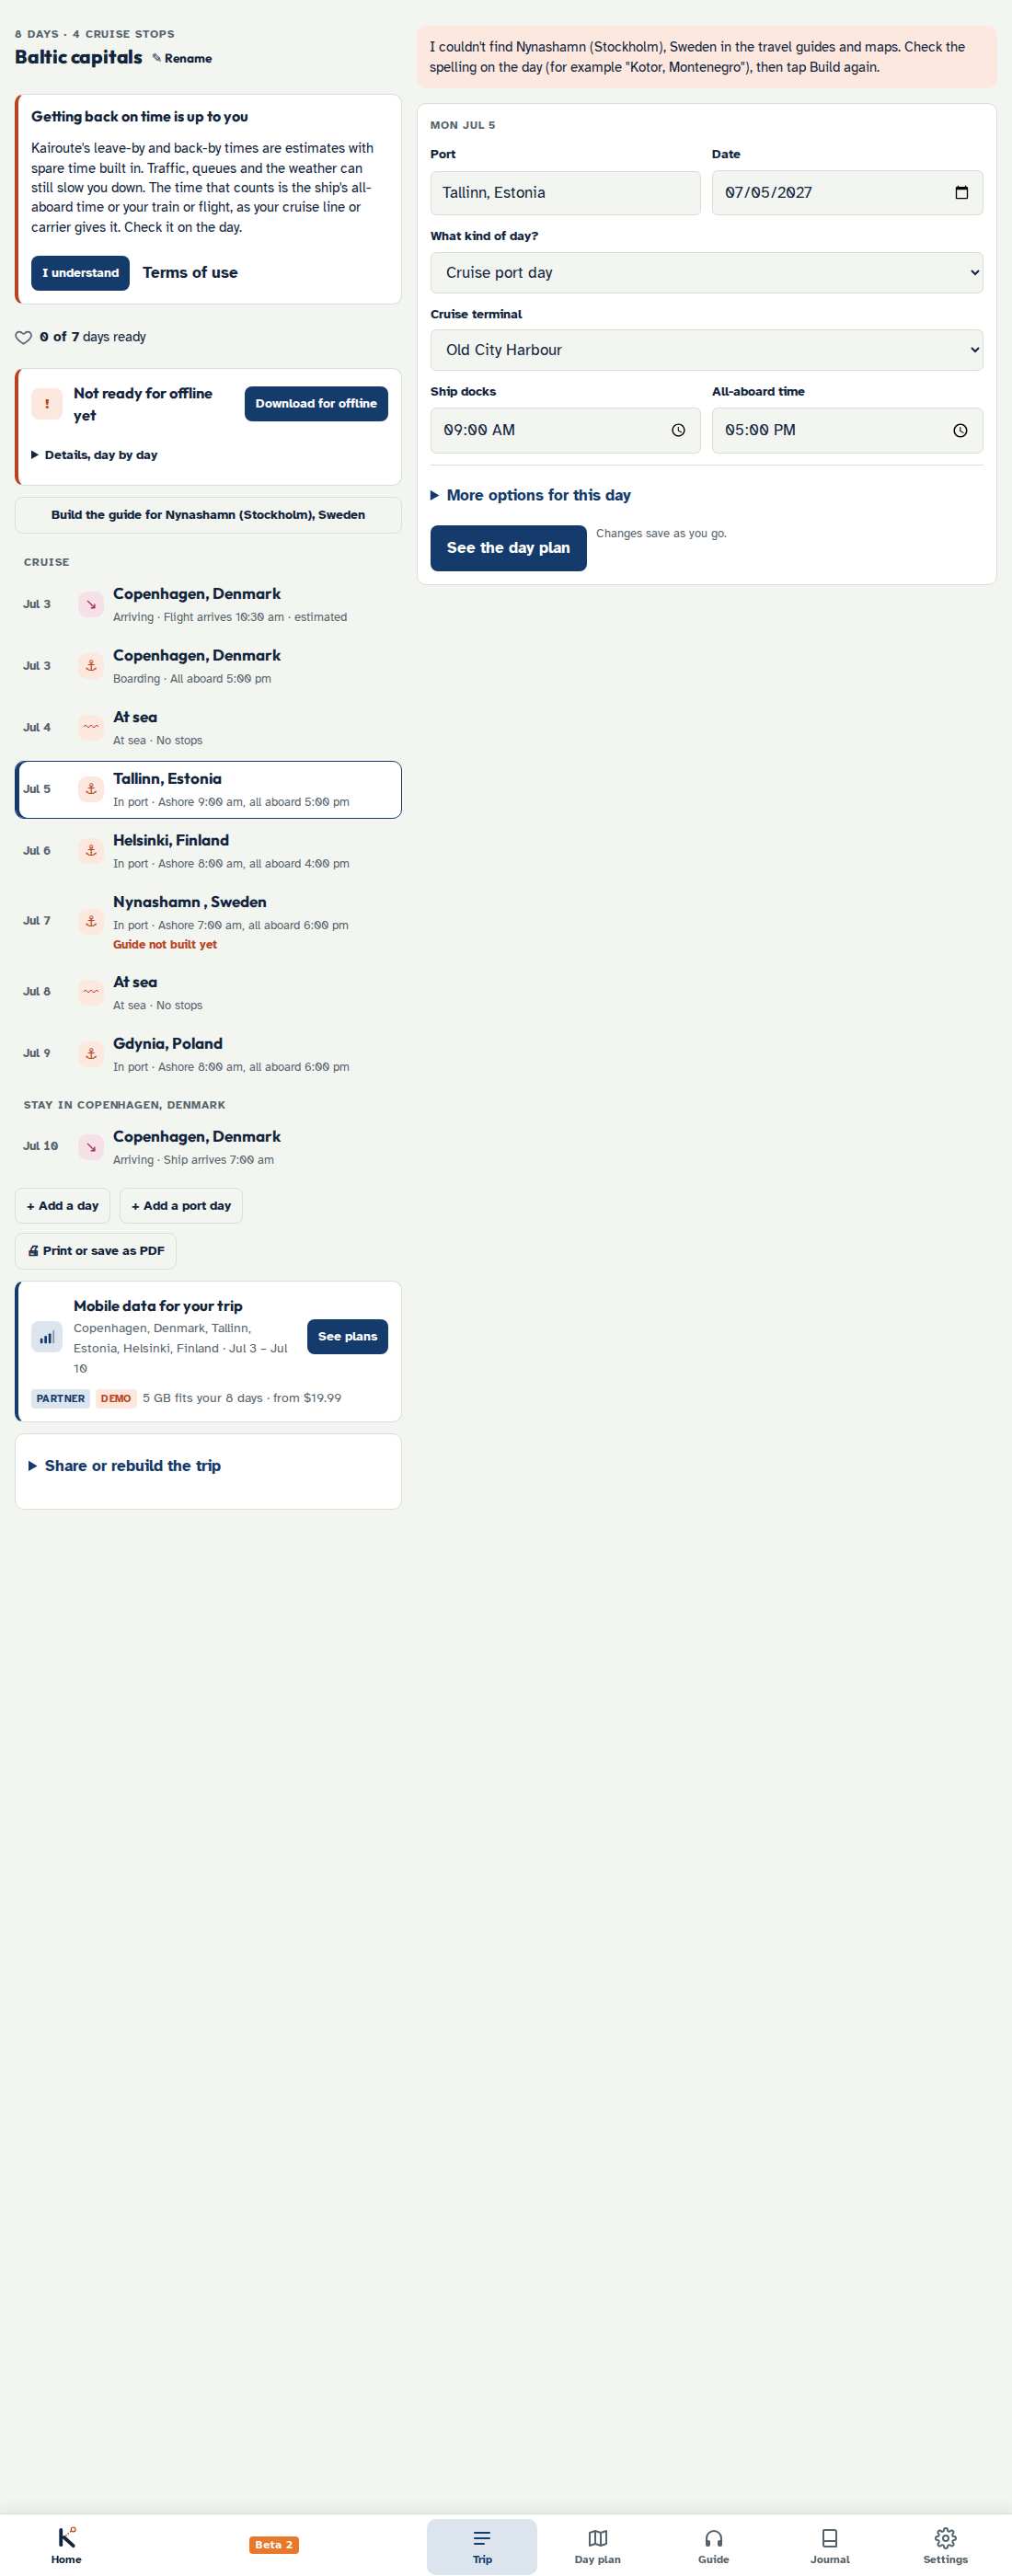 8 DAYS · 4 CRUISE STOPS
Baltic capitals ✎ Rename
Getting back on time is up to you
Kairoute's leave-by and back-by times are estimates with
spare time built in. Traffic, queues and the weather can
still slow you down. The time that counts is the ship's all-
aboard time or your train or flight, as your cruise line or
carrier gives it. Check it on the day.
I understand
Terms of use
0 of 7 days ready
!
Not ready for offline
yet
Download for offline
Details, day by day
Build the guide for Nynashamn (Stockholm), Sweden
CRUISE
Jul 3
Copenhagen, Denmark
Arriving · Flight arrives 10:30 am · estimated
Jul 3
Copenhagen, Denmark
Boarding · All aboard 5:00 pm
Jul 4
At sea
At sea · No stops
Jul 5
Tallinn, Estonia
In port · Ashore 9:00 am, all aboard 5:00 pm
Jul 6
Helsinki, Finland
In port · Ashore 8:00 am, all aboard 4:00 pm
Jul 7
Nynashamn , Sweden
In port · Ashore 7:00 am, all aboard 6:00 pm
Guide not built yet
Jul 8
At sea
At sea · No stops
Jul 9
Gdynia, Poland
In port · Ashore 8:00 am, all aboard 6:00 pm
STAY IN COPENHAGEN, DENMARK
Jul 10
Copenhagen, Denmark
Arriving · Ship arrives 7:00 am
+ Add a day
+ Add a port day
Print or save as PDF
Mobile data for your trip
Copenhagen, Denmark, Tallinn,
Estonia, Helsinki, Finland · Jul 3 – Jul
10
See plans
PARTNER DEMO 5 GB fits your 8 days · from $19.99
Share or rebuild the trip
I couldn't find Nynashamn (Stockholm), Sweden in the travel guides and maps. Check the
spelling on the day (for example "Kotor, Montenegro"), then tap Build again.
MON JUL 5
Port
Tallinn, Estonia
Date
07/05/2027
What kind of day?
Cruise port day
Cruise terminal
Old City Harbour
Ship docks
09:00 AM
All-aboard time
05:00 PM
More options for this day
See the day plan
Changes save as you go.
Home
Beta 2
Trip
Day plan
Guide
Journal
Settings